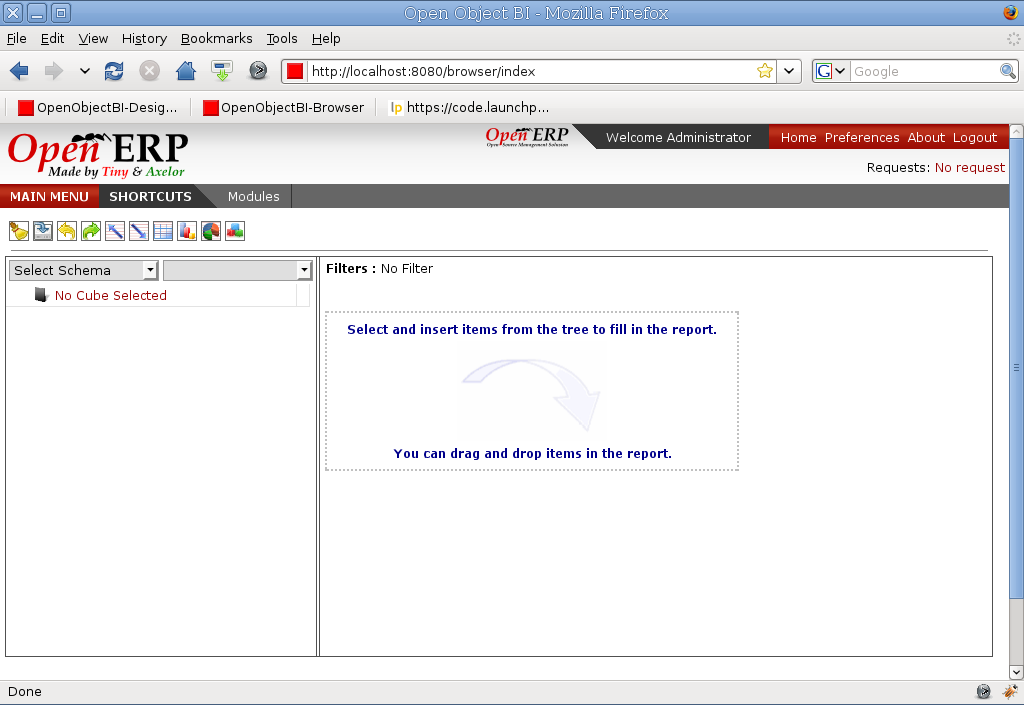 Open Object BI - Mozilla Firefox
File Edit View History Bookmarks Tools Help
http://localhost:8080/browser/index
G Google
OpenObjectBI-Desig... OpenObjectBI-Browser lp https://code.launchp...
Open ERP
Made by Tiny & Axelor
Open ERP
Open Source Management Solution
Welcome Administrator
Home Preferences About Logout
Requests: No request
MAIN MENU SHORTCUTS Modules
Select Schema
No Cube Selected
Filters : No Filter
Select and insert items from the tree to fill in the report.
You can drag and drop items in the report.
Done